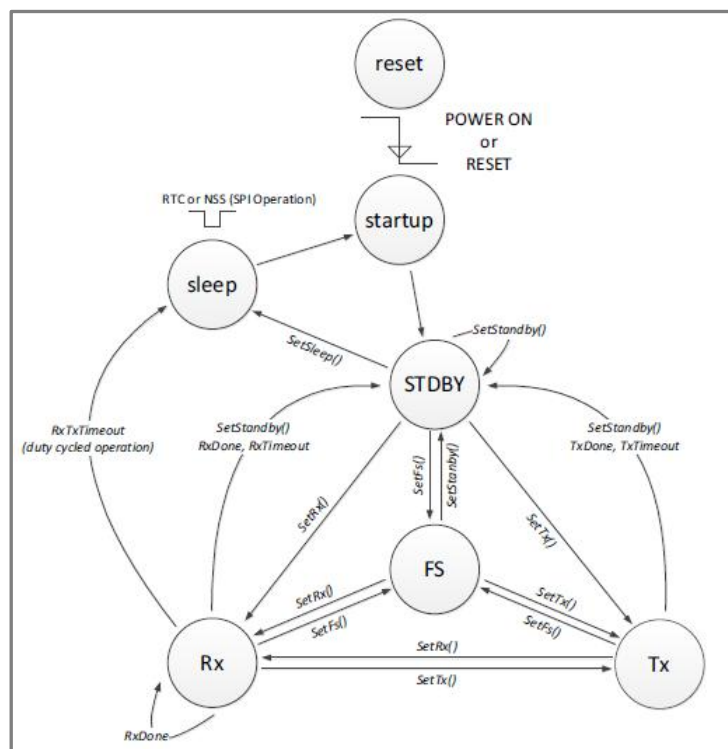 reset
POWER ON
or
RESET
RTC or NSS (SPI Operation)
startup
sleep
SetSleep()
SetStandby()
STDBY
RxTxTimeout
(duty cycled operation)
SetStandby()
RxDone, RxTimeout
SetStandby()
TxDone, TxTimeout
SetRx()
SetFs()
SetStanby()
SetTx()
FS
SetRx()
SetFs()
SetTx()
SetFs()
Rx
SetRx()
SetTx()
Tx
RxDone